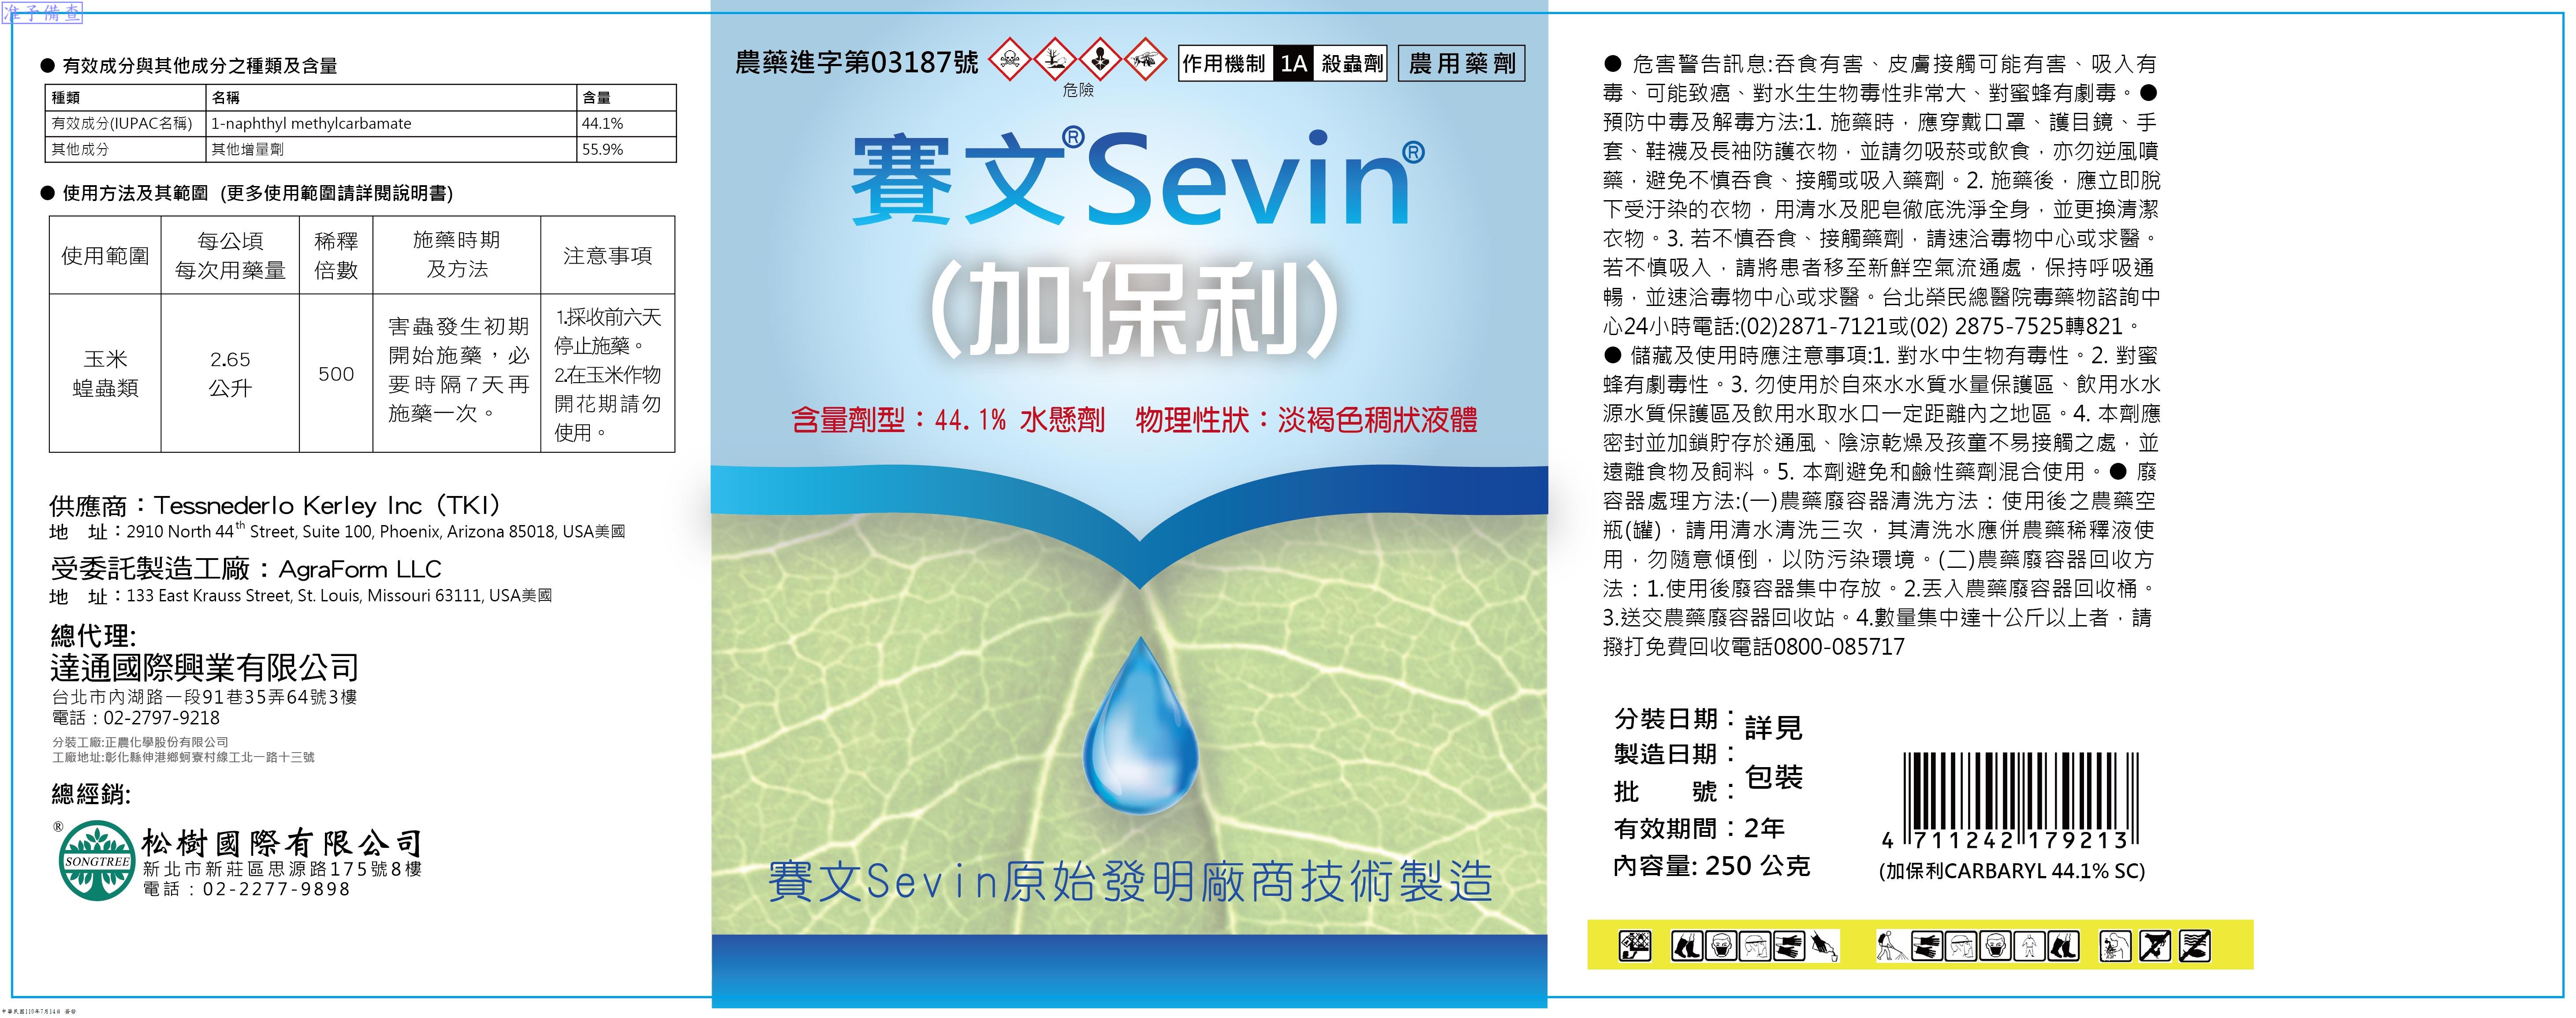 准予備查
● 有效成分與其他成分之種類及含量
種類 名稱 含量
有效成分(IUPAC名稱) 1-naphthyl methylcarbamate 44.1%
其他成分 其他增量劑 55.9%
● 使用方法及其範圍 (更多使用範圍請詳閱說明書)
使用範圍 每公頃每次用藥量 稀釋倍數 施藥時期及方法 注意事項
玉米
蝗蟲類
2.65
公升
500
害蟲發生初期
開始施藥，必
要時隔7天再
施藥一次。
1.採收前六天
停止施藥。
2.在玉米作物
開花期請勿
使用。
供應商：Tessnederlo Kerley Inc (TKI)
地 址：2910 North 44th Street, Suite 100, Phoenix, Arizona 85018, USA美國
受委託製造工廠：AgraForm LLC
地 址：133 East Krauss Street, St. Louis, Missouri 63111, USA美國
總代理:
達通國際興業有限公司
台北市內湖路一段91巷35弄64號3樓
電話：02-2797-9218
分裝工廠:正農化學股份有限公司
工廠地址:彰化縣伸港鄉蚵寮村線工北一路十三號
總經銷:
® SONGTREE
松樹國際有限公司
新北市新莊區思源路175號8樓
電話：02-2277-9898
農藥進字第03187號
危險
作用機制 1A 殺蟲劑
農用藥劑
賽文® Sevin®
(加保利)
含量劑型：44.1% 水懸劑 物理性狀：淡褐色稠狀液體
賽文Sevin原始發明廠商技術製造
● 危害警告訊息:吞食有害、皮膚接觸可能有害、吸入有
毒、可能致癌、對水生生物毒性非常大、對蜜蜂有劇毒。●
預防中毒及解毒方法:1. 施藥時，應穿戴口罩、護目鏡、手
套、鞋襪及長袖防護衣物，並請勿吸菸或飲食，亦勿逆風噴
藥，避免不慎吞食、接觸或吸入藥劑。2. 施藥後，應立即脫
下受汙染的衣物，用清水及肥皂徹底洗淨全身，並更換清潔
衣物。3. 若不慎吞食、接觸藥劑，請速洽毒物中心或求醫。
若不慎吸入，請將患者移至新鮮空氣流通處，保持呼吸通
暢，並速洽毒物中心或求醫。台北榮民總醫院毒藥物諮詢中
心24小時電話:(02)2871-7121或(02) 2875-7525轉821。
● 儲藏及使用時應注意事項:1. 對水中生物有毒性。2. 對蜜
蜂有劇毒性。3. 勿使用於自來水水質水量保護區、飲用水水
源水質保護區及飲用水取水口一定距離內之地區。4. 本劑應
密封並加鎖貯存於通風、陰涼乾燥及孩童不易接觸之處，並
遠離食物及飼料。5. 本劑避免和鹼性藥劑混合使用。● 廢
容器處理方法:(一)農藥廢容器清洗方法：使用後之農藥空
瓶(罐)，請用清水清洗三次，其清洗水應併農藥稀釋液使
用，勿隨意傾倒，以防污染環境。(二)農藥廢容器回收方
法：1.使用後廢容器集中存放。2.丟入農藥廢容器回收桶。
3.送交農藥廢容器回收站。4.數量集中達十公斤以上者，請
撥打免費回收電話0800-085717
分裝日期：
製造日期：
批 號：
詳見
包裝
有效期間：2年
內容量: 250 公克
4 711242 179213
(加保利CARBARYL 44.1% SC)
中華民國110年7月14日 簽發